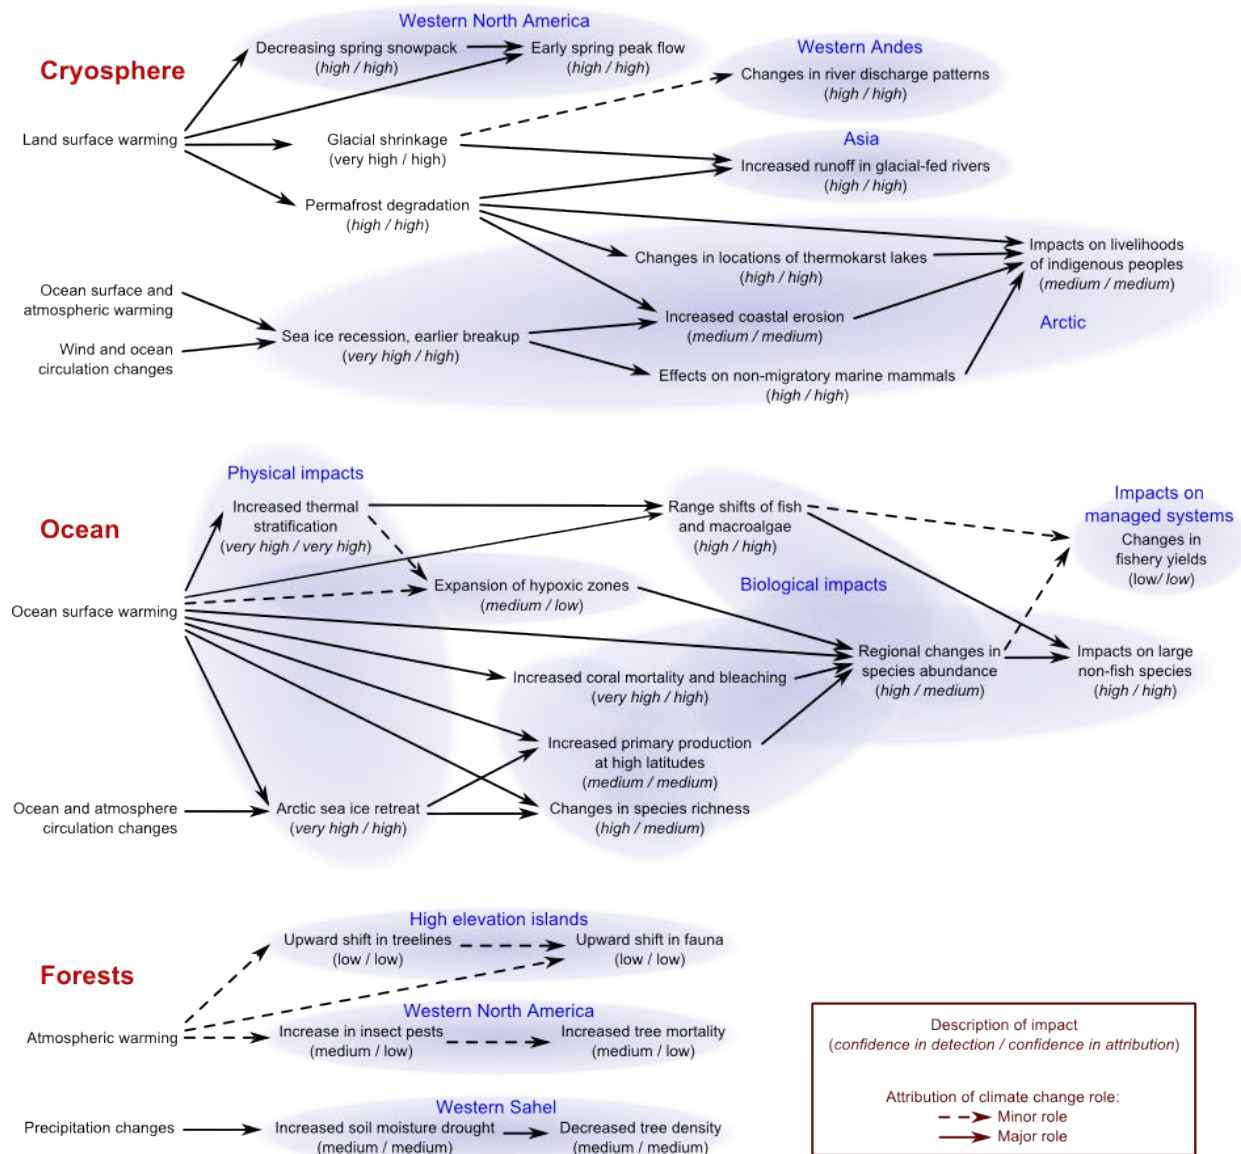 Western North America
Decreasing spring snowpack
(high / high)
Early spring peak flow
(high / high)
Western Andes
Changes in river discharge patterns
(high / high)
Cryosphere
Land surface warming
Glacial shrinkage
(very high / high)
Asia
Increased runoff in glacial-fed rivers
(high / high)
Permafrost degradation
(high / high)
Changes in locations of thermokarst lakes
(high / high)
Impacts on livelihoods
of indigenous peoples
(medium / medium)
Ocean surface and
atmospheric warming
Wind and ocean
circulation changes
Sea ice recession, earlier breakup
(very high / high)
Increased coastal erosion
(medium / medium)
Arctic
Effects on non-migratory marine mammals
(high / high)
Ocean
Physical impacts
Increased thermal
stratification
(very high / very high)
Range shifts of fish
and macroalgae
(high / high)
Impacts on
managed systems
Changes in
fishery yields
(low/ low)
Ocean surface warming
Expansion of hypoxic zones
(medium / low)
Biological impacts
Regional changes in
species abundance
(high / medium)
Impacts on large
non-fish species
(high / high)
Increased coral mortality and bleaching
(very high / high)
Increased primary production
at high latitudes
(medium / medium)
Ocean and atmosphere
circulation changes
Arctic sea ice retreat
(very high / high)
Changes in species richness
(high / medium)
Forests
High elevation islands
Upward shift in treelines
(low / low)
Upward shift in fauna
(low / low)
Atmospheric warming
Western North America
Increase in insect pests
(medium / low)
Increased tree mortality
(medium / low)
Precipitation changes
Western Sahel
Increased soil moisture drought
(medium / medium)
Decreased tree density
(medium / medium)
Description of impact
(confidence in detection / confidence in attribution)
Attribution of climate change role:
Minor role
Major role